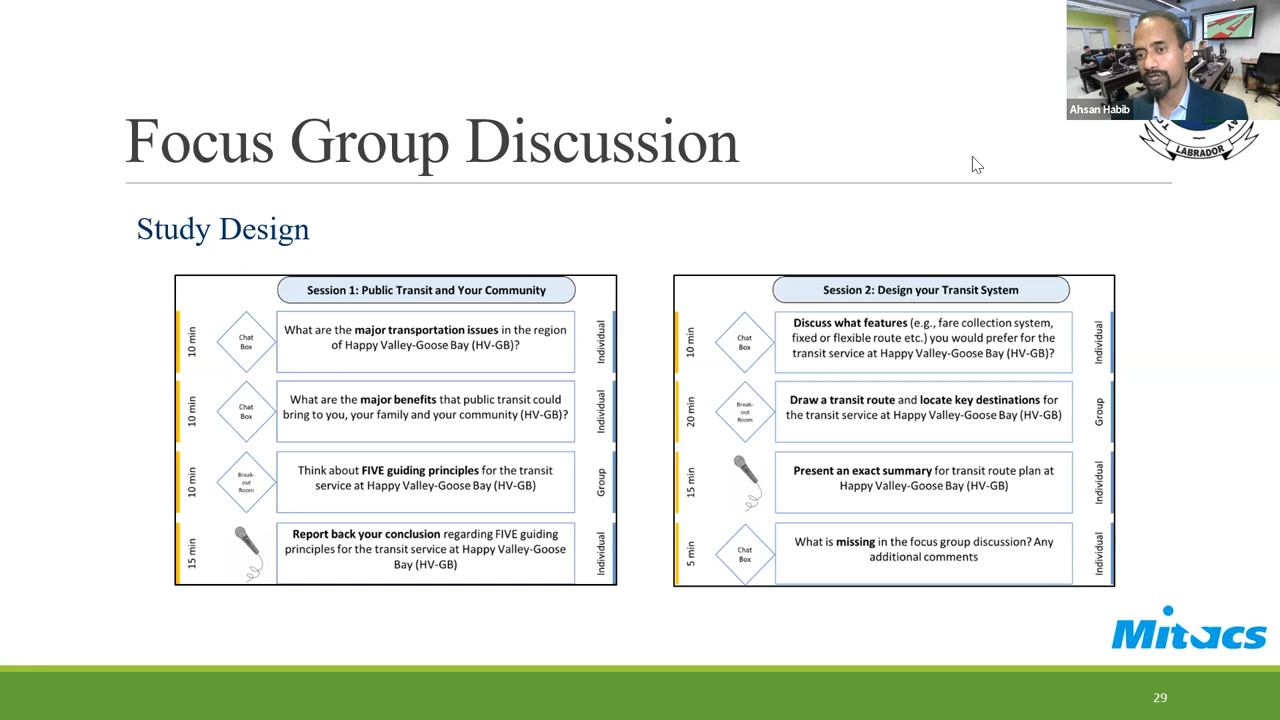 Ahsan Habib
LABRADOR
Focus Group Discussion
Study Design
Session 1: Public Transit and Your Community
10 min
Chat
Box
What are the major transportation issues in the region
of Happy Valley-Goose Bay (HV-GB)?
Individual
10 min
Chat
Box
What are the major benefits that public transit could
bring to you, your family and your community (HV-GB)?
Individual
10 min
Break-
out
Room
Think about FIVE guiding principles for the transit
service at Happy Valley-Goose Bay (HV-GB)
Group
15 min
Report back your conclusion regarding FIVE guiding
principles for the transit service at Happy Valley-Goose
Bay (HV-GB)
Individual
Session 2: Design your Transit System
10 min
Chat
Box
Discuss what features (e.g., fare collection system,
fixed or flexible route etc.) you would prefer for the
transit service at Happy Valley-Goose Bay (HV-GB)?
Individual
20 min
Break-
out
Room
Draw a transit route and locate key destinations for
the transit service at Happy Valley-Goose Bay (HV-GB)
Group
15 min
Present an exact summary for transit route plan at
Happy Valley-Goose Bay (HV-GB)
Individual
5 min
Chat
Box
What is missing in the focus group discussion? Any
additional comments
Individual
Mitacs
29